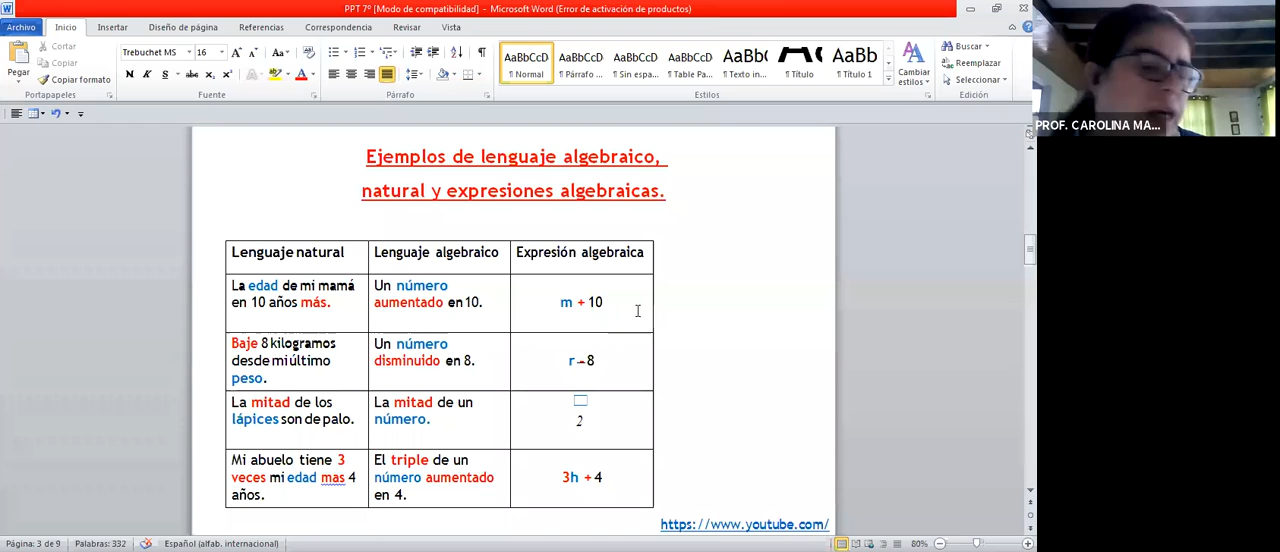 PPT 7º [Modo de compatibilidad] - Microsoft Word (Error de activación de productos)
Archivo Inicio Insertar Diseño de página Referencias Correspondencia Revisar Vista
Pegar
Cortar
Copiar
Copiar formato
Portapapeles
Trebuchet MS 16
N K S abc x₂ x² A A
Fuente
Párrafo
AaBbCcD AaBbCcD AaBbCcD AaBbCcD AaBb( AaBb
¶ Normal ¶ Párrafo ... ¶ Sin espa... ¶ Table Pa... ¶ Texto in... ¶ Título ¶ Título 1
Cambiar
estilos
Estilos
Buscar
Reemplazar
Seleccionar
Edición
PROF. CAROLINA MA...
Ejemplos de lenguaje algebraico,
natural y expresiones algebraicas.
Lenguaje natural Lenguaje algebraico Expresión algebraica
La edad de mi mamá
en 10 años más.
Un número
aumentado en 10.
m + 10
Baje 8 kilogramos
desde mi último
peso.
Un número
disminuido en 8.
r – 8
La mitad de los
lápices son de palo.
La mitad de un
número.
2
Mi abuelo tiene 3
veces mi edad mas 4
años.
El triple de un
número aumentado
en 4.
3h + 4
https://www.youtube.com/
Página: 3 de 9 Palabras: 332 Español (alfab. internacional) 80%